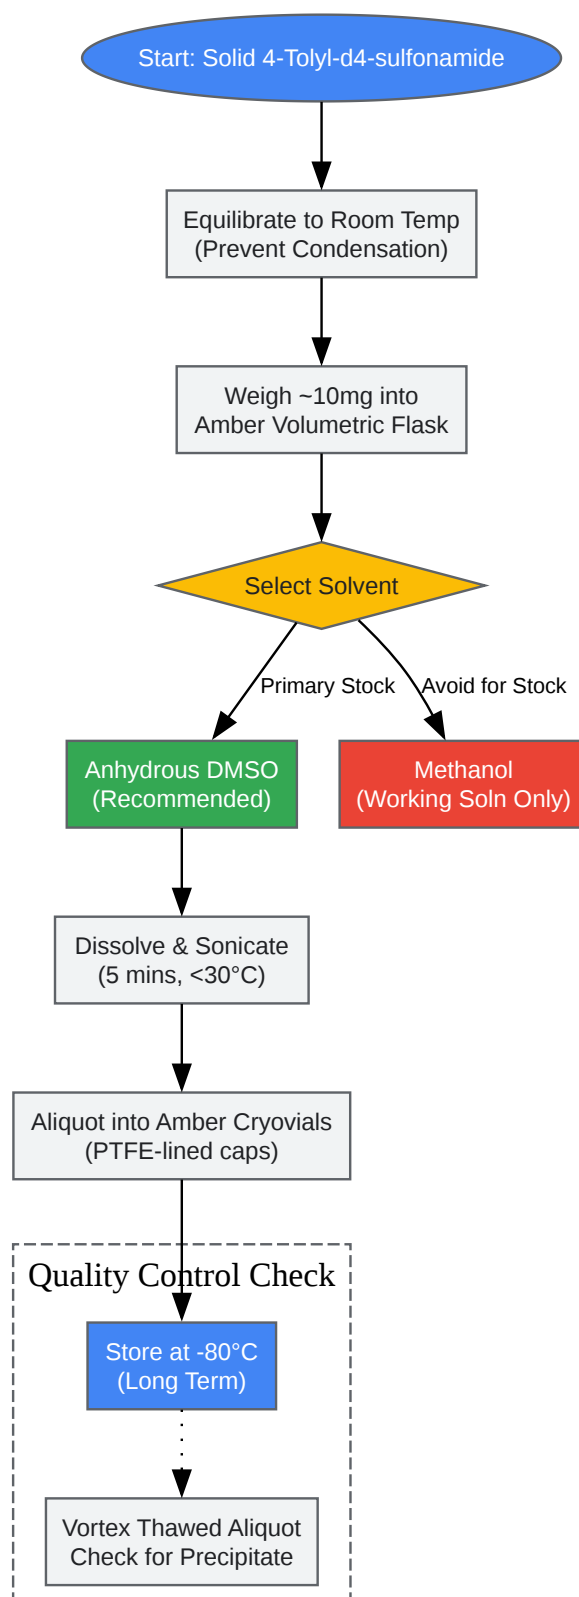 Start: Solid 4-Tolyl-d4-sulfonamide
Equilibrate to Room Temp
(Prevent Condensation)
Weigh ~10mg into
Amber Volumetric Flask
Select Solvent
Primary Stock
Avoid for Stock
Anhydrous DMSO
(Recommended)
Methanol
(Working Soln Only)
Dissolve & Sonicate
(5 mins, <30°C)
Aliquot into Amber Cryovials
(PTFE-lined caps)
Quality Control Check
Store at -80°C
(Long Term)
Vortex Thawed Aliquot
Check for Precipitate